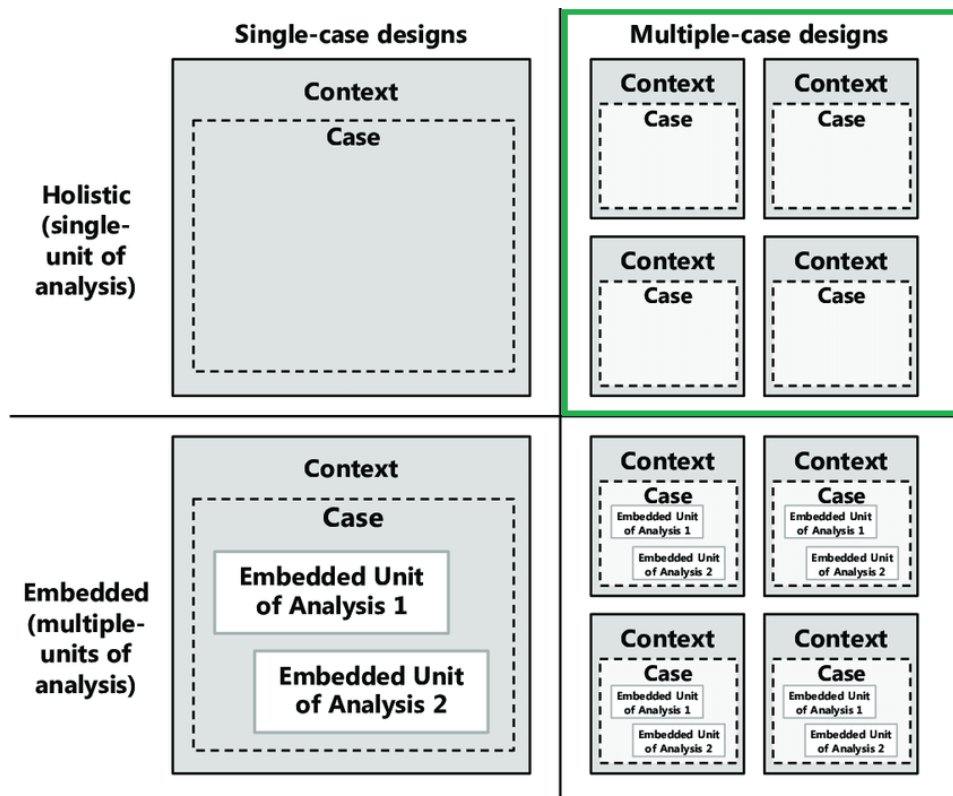 Single-case designs
Multiple-case designs
Holistic
(single-
unit of
analysis)
Context
Case
Context
Case
Context
Case
Context
Case
Context
Case
Embedded
(multiple-
units of
analysis)
Context
Case
Embedded Unit
of Analysis 1
Embedded Unit
of Analysis 2
Context
Case
Embedded Unit
of Analysis 1
Embedded Unit
of Analysis 2
Context
Case
Embedded Unit
of Analysis 1
Embedded Unit
of Analysis 2
Context
Case
Embedded Unit
of Analysis 1
Embedded Unit
of Analysis 2
Context
Case
Embedded Unit
of Analysis 1
Embedded Unit
of Analysis 2